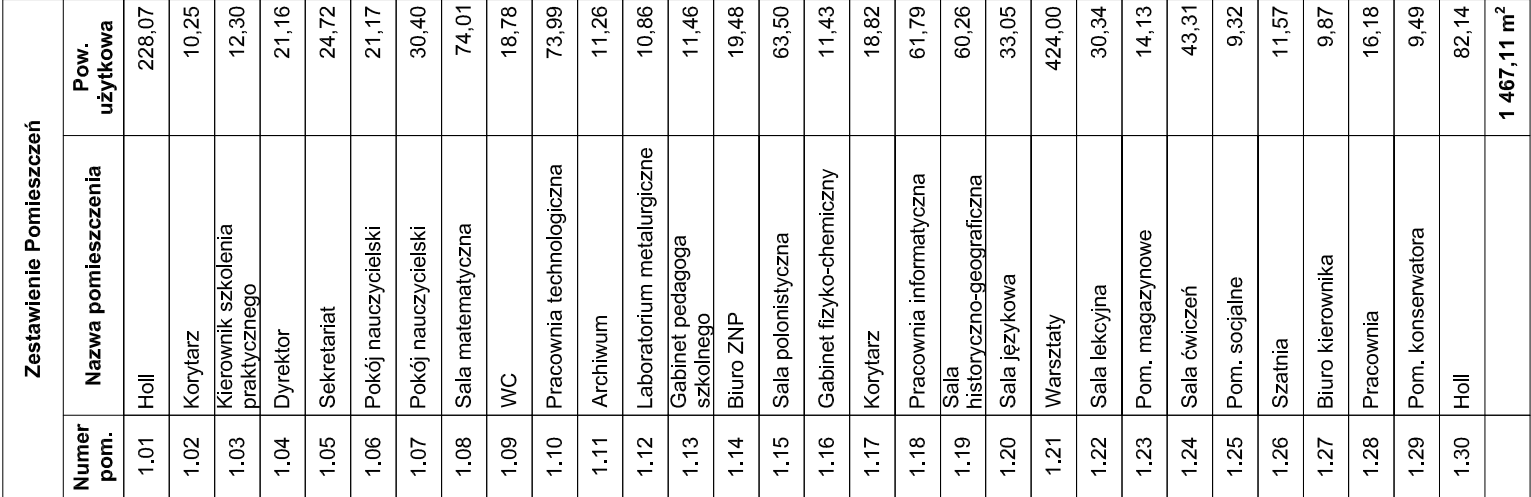 Zestawienie Pomieszczeń
Numer pom. Nazwa pomieszczenia Pow. użytkowa
1.01 Holl 228,07
1.02 Korytarz 10,25
1.03 Kierownik szkolenia praktycznego 12,30
1.04 Dyrektor 21,16
1.05 Sekretariat 24,72
1.06 Pokój nauczycielski 21,17
1.07 Pokój nauczycielski 30,40
1.08 Sala matematyczna 74,01
1.09 WC 18,78
1.10 Pracownia technologiczna 73,99
1.11 Archiwum 11,26
1.12 Laboratorium metalurgiczne 10,86
1.13 Gabinet pedagoga szkolnego 11,46
1.14 Biuro ZNP 19,48
1.15 Sala polonistyczna 63,50
1.16 Gabinet fizyko-chemiczny 11,43
1.17 Korytarz 18,82
1.18 Pracownia informatyczna 61,79
1.19 Sala historyczno-geograficzna 60,26
1.20 Sala językowa 33,05
1.21 Warsztaty 424,00
1.22 Sala lekcyjna 30,34
1.23 Pom. magazynowe 14,13
1.24 Sala ćwiczeń 43,31
1.25 Pom. socjalne 9,32
1.26 Szatnia 11,57
1.27 Biuro kierownika 9,87
1.28 Pracownia 16,18
1.29 Pom. konserwatora 9,49
1.30 Holl 82,14
1 467,11 m²